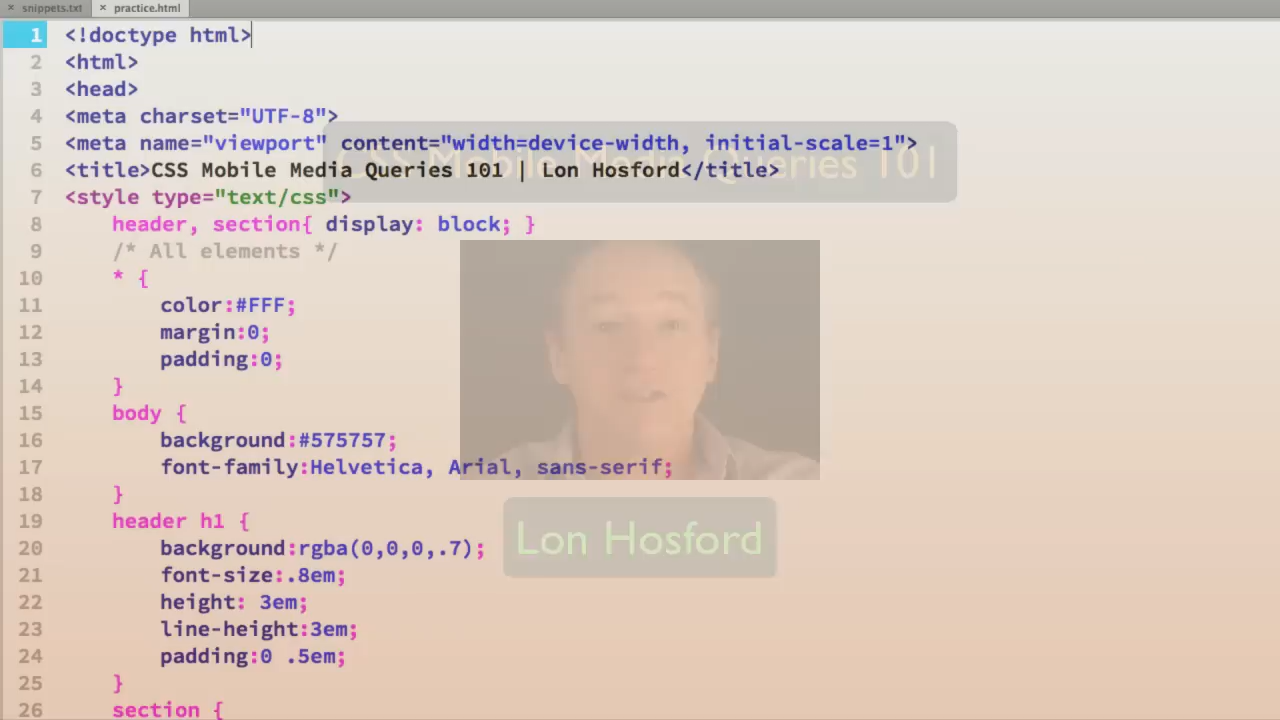 snippets.txt
practice.html
1 <!doctype html>
2 <html>
3 <head>
4 <meta charset="UTF-8">
5 <meta name="viewport" content="width=device-width, initial-scale=1">
6 <title>CSS Mobile Media Queries 101 | Lon Hosford</title>
CSS Mobile Media Queries 101
7 <style type="text/css">
8 header, section{ display: block; }
9 /* All elements */
10 * {
11 color:#FFF;
12 margin:0;
13 padding:0;
14 }
15 body {
16 background:#575757;
17 font-family:Helvetica, Arial, sans-serif;
18 }
19 header h1 {
Lon Hosford
20 background:rgba(0,0,0,.7);
21 font-size:.8em;
22 height: 3em;
23 line-height:3em;
24 padding:0 .5em;
25 }
26 section {